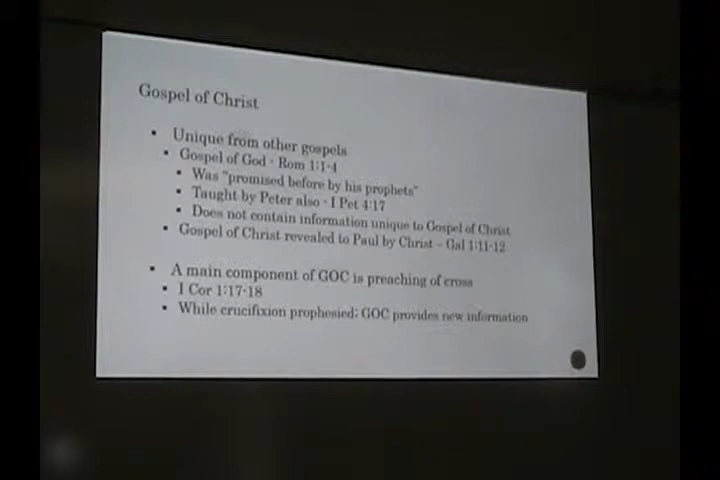 Gospel of Christ
▪ Unique from other gospels
▪ Gospel of God - Rom 1:1-4
▪ Was "promised before by his prophets"
▪ Taught by Peter also - I Pet 4:17
▪ Does not contain information unique to Gospel of Christ
▪ Gospel of Christ revealed to Paul by Christ – Gal 1:11-12
▪ A main component of GOC is preaching of cross
▪ I Cor 1:17-18
▪ While crucifixion prophesied; GOC provides new information